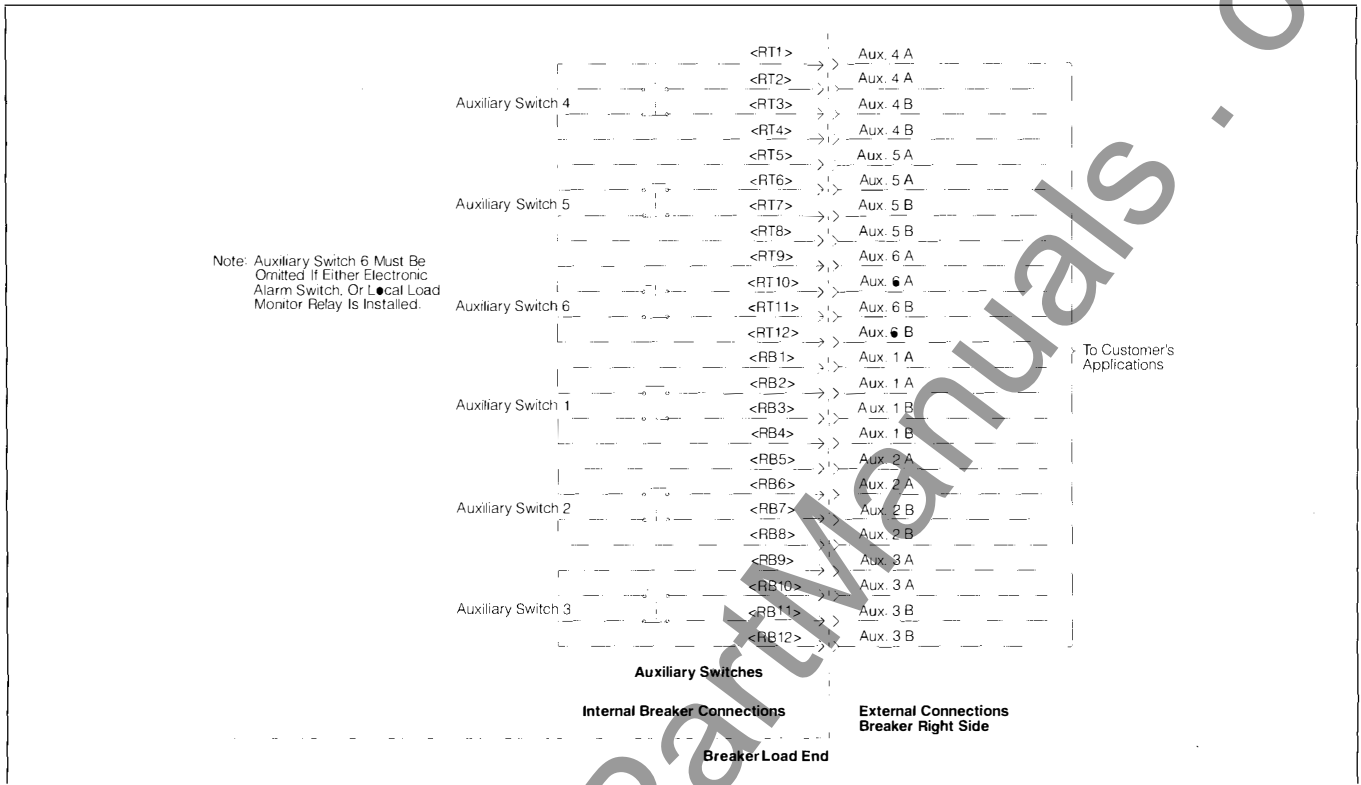 <RT1> Aux. 4 A
<RT2> Aux. 4 A
Auxiliary Switch 4 <RT3> Aux. 4 B
<RT4> Aux. 4 B
<RT5> Aux. 5 A
<RT6> Aux. 5 A
Auxiliary Switch 5 <RT7> Aux. 5 B
<RT8> Aux. 5 B
<RT9> Aux. 6 A
<RT10> Aux. 6 A
Auxiliary Switch 6 <RT11> Aux. 6 B
<RT12> Aux. 6 B
Note: Auxiliary Switch 6 Must Be
Omitted If Either Electronic
Alarm Switch, Or Local Load
Monitor Relay Is Installed.
<RB1> Aux. 1 A
<RB2> Aux. 1 A
Auxiliary Switch 1 <RB3> Aux. 1 B
<RB4> Aux. 1 B
<RB5> Aux. 2 A
<RB6> Aux. 2 A
Auxiliary Switch 2 <RB7> Aux. 2 B
<RB8> Aux. 2 B
<RB9> Aux. 3 A
<RB10> Aux. 3 A
Auxiliary Switch 3 <RB11> Aux. 3 B
<RB12> Aux. 3 B
To Customer's
Applications
Auxiliary Switches
Internal Breaker Connections
External Connections
Breaker Right Side
Breaker Load End
PartManuals . o